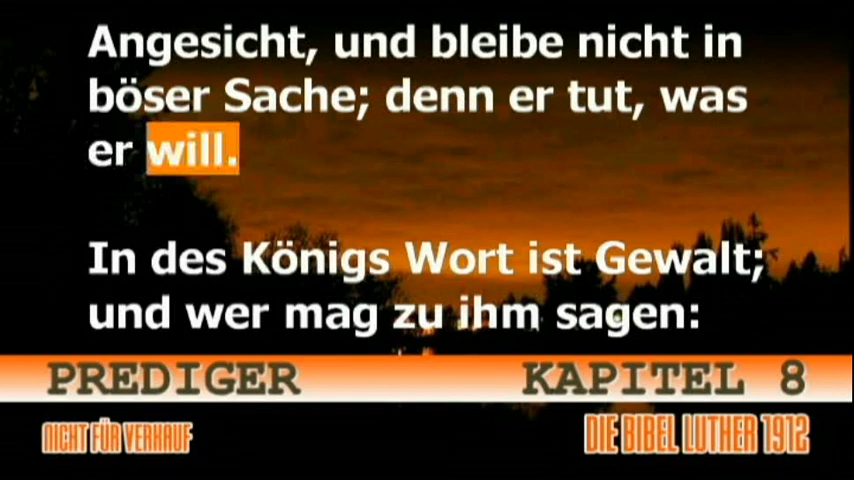 Angesicht, und bleibe nicht in
böser Sache; denn er tut, was
er will.
In des Königs Wort ist Gewalt;
und wer mag zu ihm sagen:
PREDIGER KAPITEL 8
NICHT FÜR VERKAUF DIE BIBEL LUTHER 1912